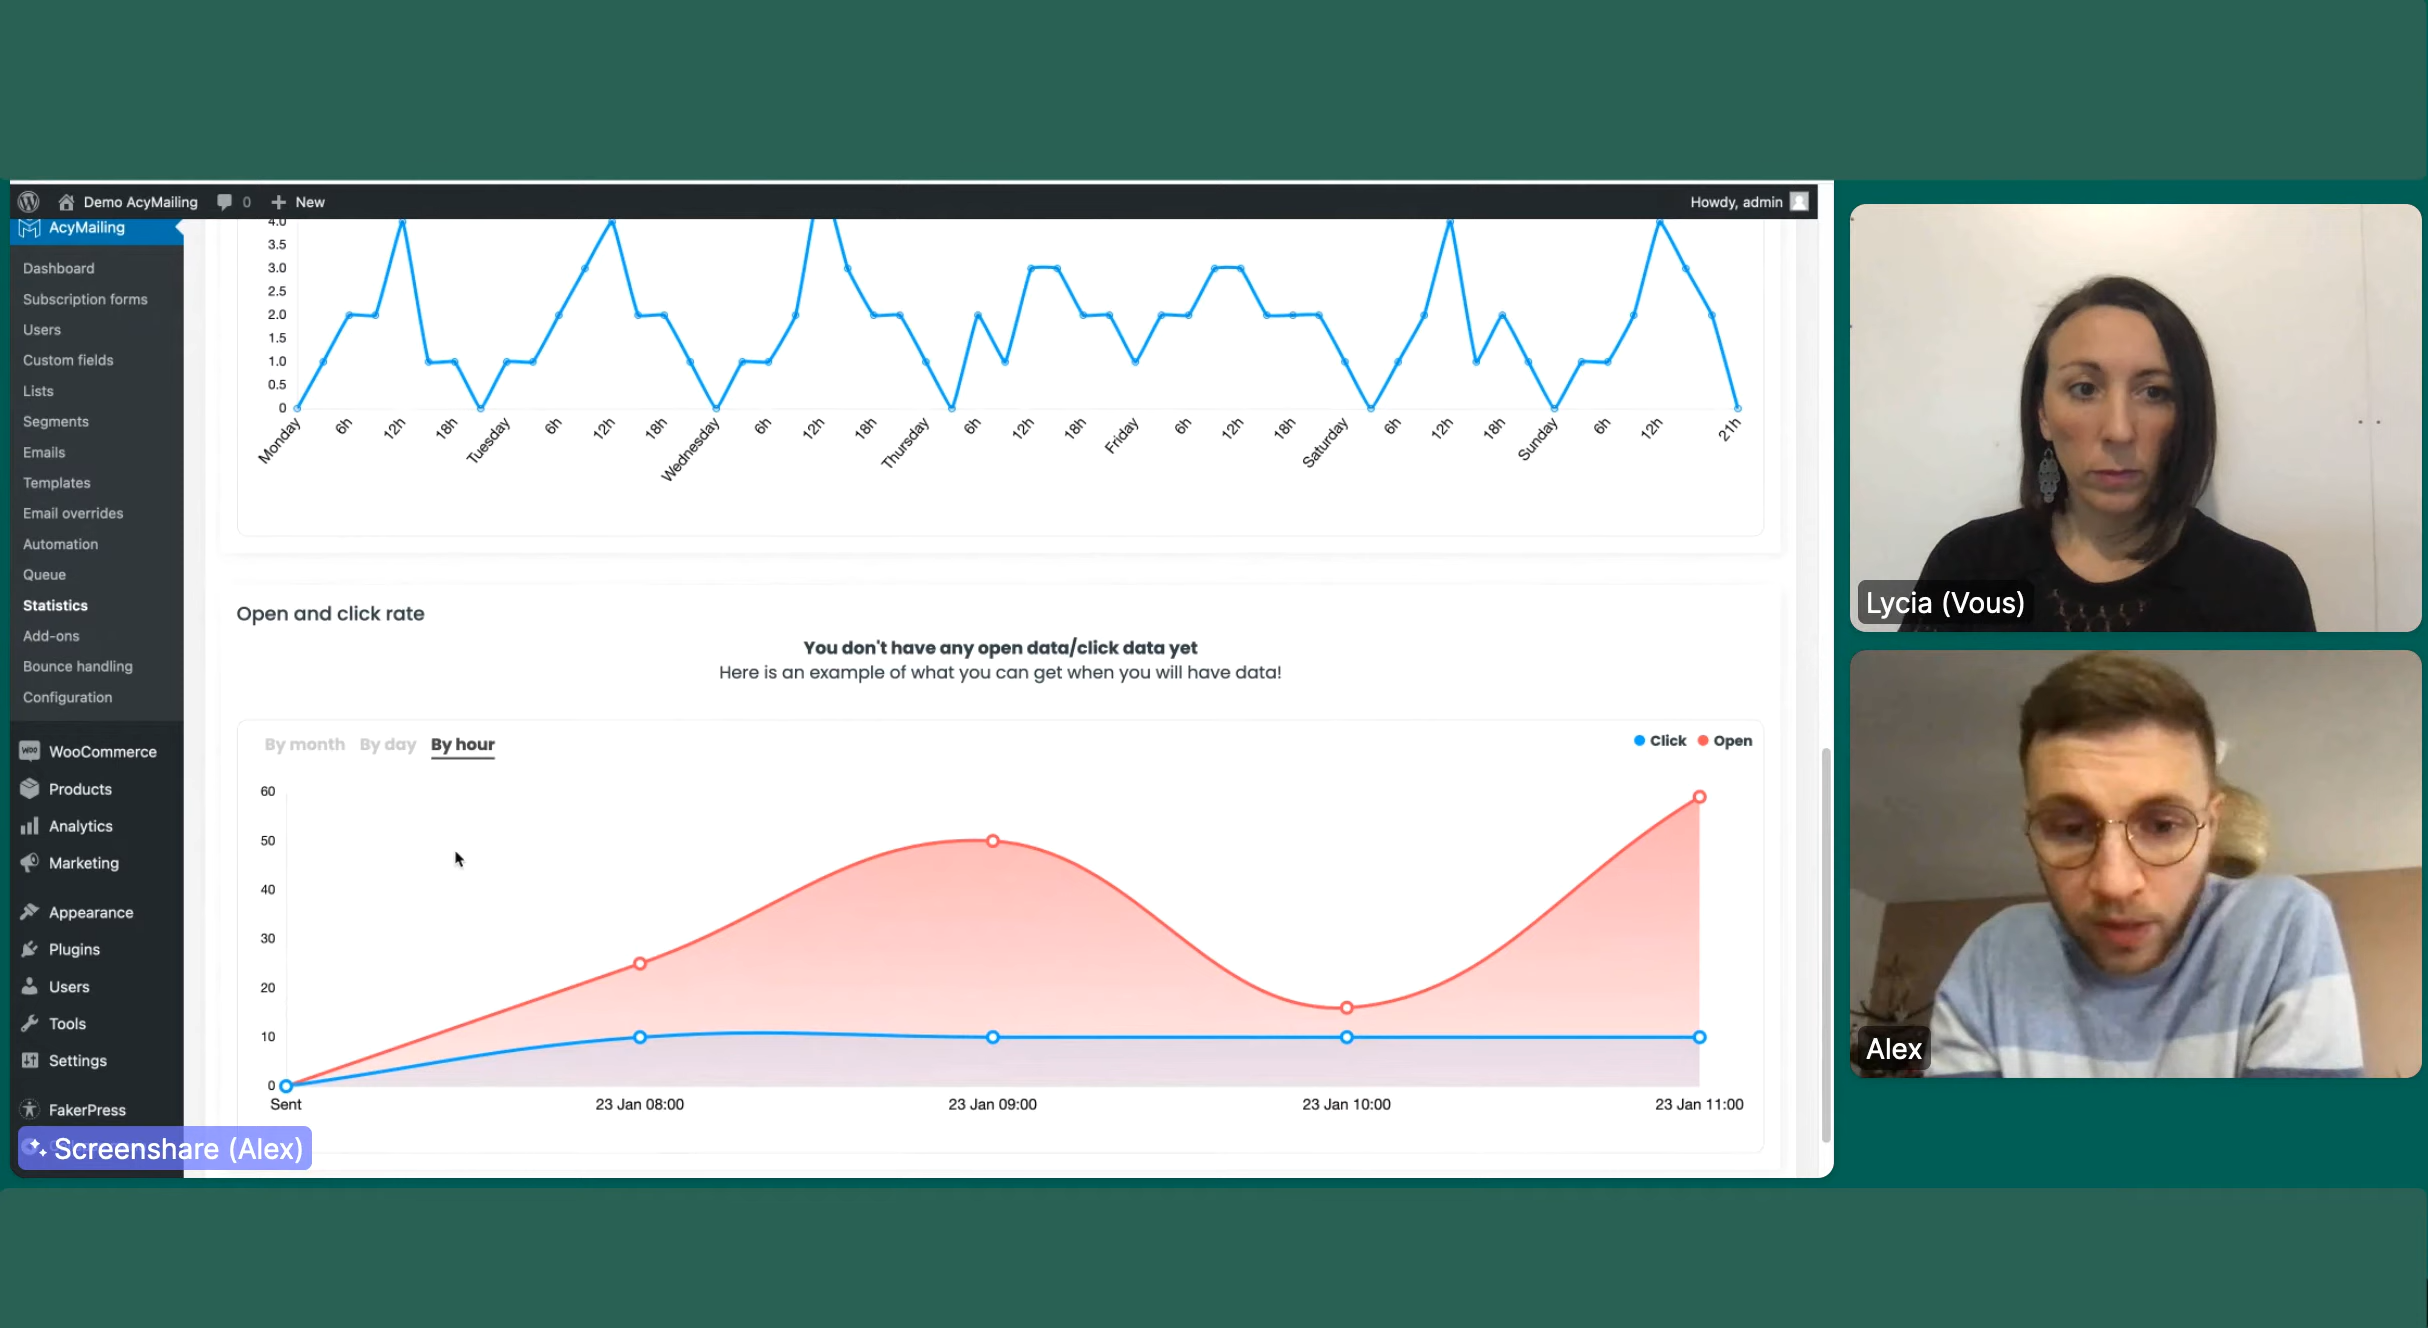 Demo AcyMailing 0 New Howdy, admin
AcyMailing
Dashboard
Subscription forms
Users
Custom fields
Lists
Segments
Emails
Templates
Email overrides
Automation
Queue
Statistics
Add-ons
Bounce handling
Configuration
WooCommerce
Products
Analytics
Marketing
Appearance
Plugins
Users
Tools
Settings
FakerPress
Screenshare (Alex)
4.0
3.5
3.0
2.5
2.0
1.5
1.0
0.5
0
Monday 6h 12h 18h Tuesday 6h 12h 18h Wednesday 6h 12h 18h Thursday 6h 12h 18h Friday 6h 12h 18h Saturday 6h 12h 18h Sunday 6h 12h 21h
Open and click rate
You don't have any open data/click data yet
Here is an example of what you can get when you will have data!
By month By day By hour
Click Open
60
50
40
30
20
10
0
Sent 23 Jan 08:00 23 Jan 09:00 23 Jan 10:00 23 Jan 11:00
Lycia (Vous)
Alex